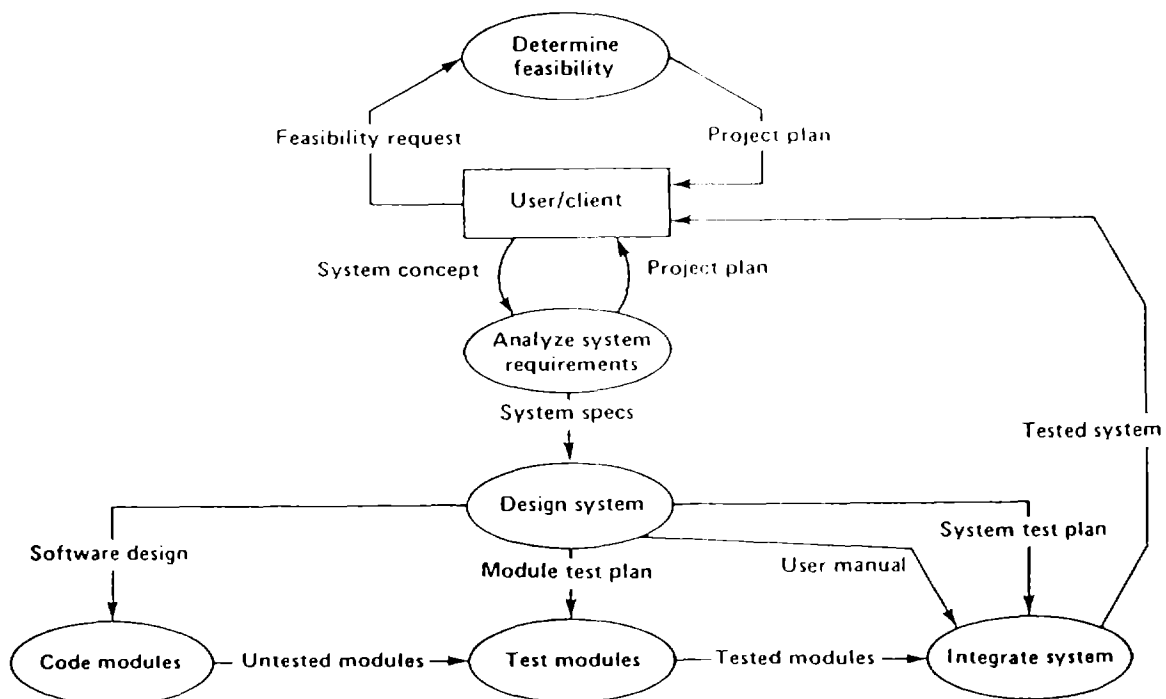 Determine
feasibility
Feasibility request
Project plan
User/client
System concept
Project plan
Analyze system
requirements
System specs
Tested system
Design system
Software design
Module test plan
User manual
System test plan
Code modules
Untested modules
Test modules
Tested modules
Integrate system